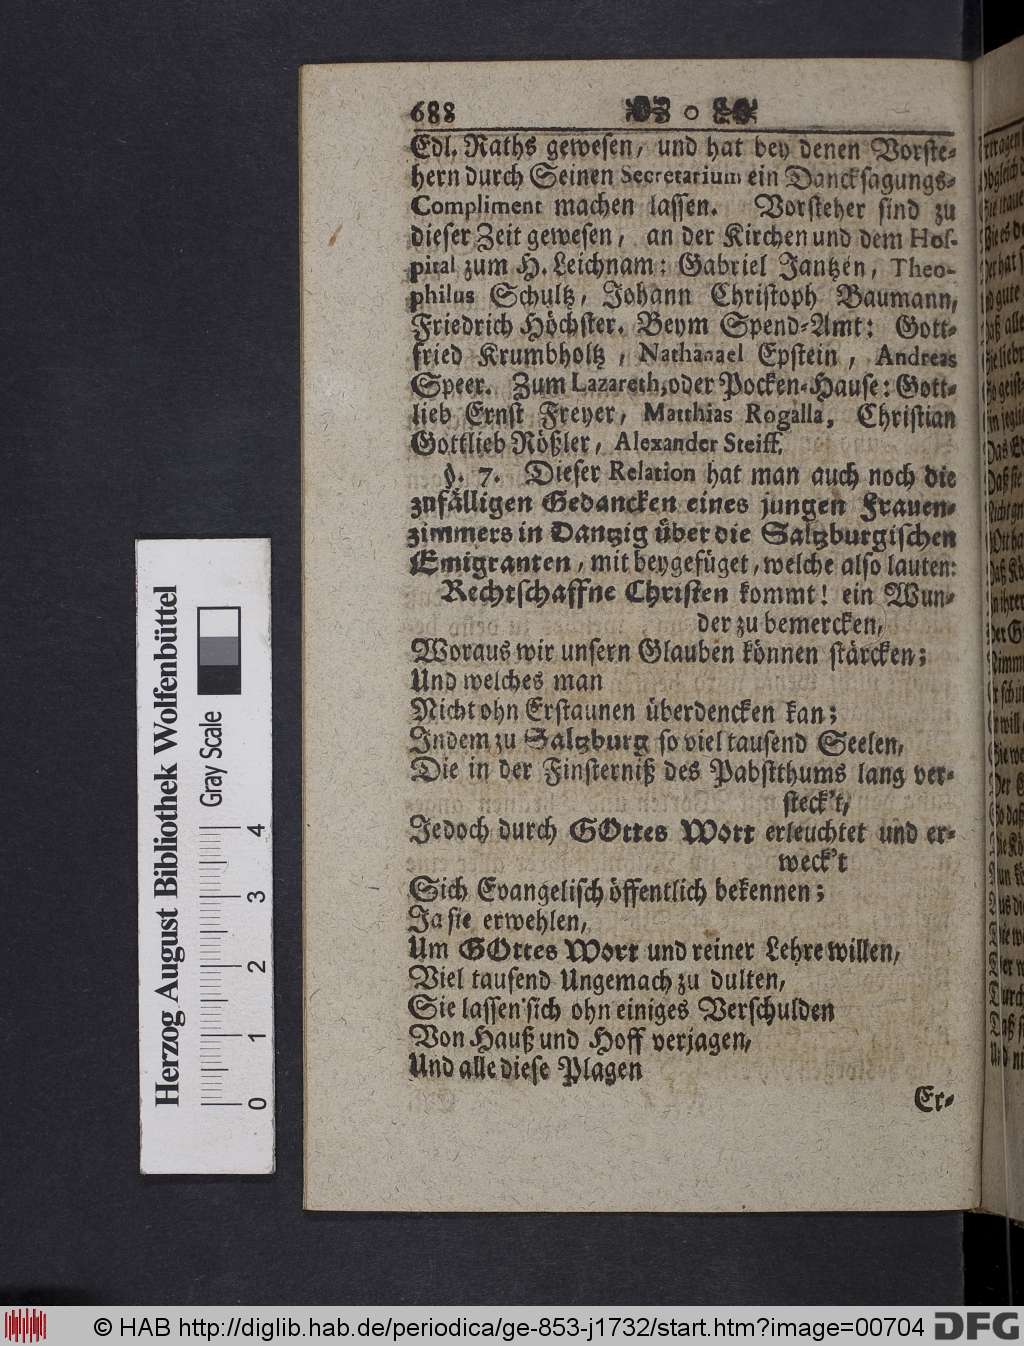 688
Edl. Raths gewesen, und hat bey denen Vorste-
hern durch Seinen Secretarium ein Dancksagungs-
Compliment machen lassen. Vorsteher sind zu
dieser Zeit gewesen, an der Kirchen und dem Hos-
pital zum H. Leichnam: Gabriel Jantzen, Theo-
philus Schultz, Johann Christoph Baumann,
Friedrich Höchster. Beym Spend-Amt: Gott-
fried Krumbholtz, Nathanael Epstein, Andreas
Speer. Zum Lazareth, oder Pocken-Hause: Gott-
lieb Ernst Freyer, Matthias Rogalla, Christian
Gottlieb Rößler, Alexander Steiff.
§. 7. Dieser Relation hat man auch noch die
zufälligen Gedancken eines jungen Frauen-
zimmers in Dantzig über die Saltzburgischen
Emigranten, mit beygefüget, welche also lauten:
Rechtschaffne Christen kommt! ein Wun-
der zu bemercken,
Woraus wir unsern Glauben können stärcken;
Und welches man
Nicht ohn Erstaunen überdencken kan;
Indem zu Saltzburg so viel tausend Seelen,
Die in der Finsterniß des Pabstthums lang ver-
steck't,
Jedoch durch GOttes Wort erleuchtet und er-
weck't
Sich Evangelisch öffentlich bekennen;
Ja sie erwehlen,
Um GOttes Wort und reiner Lehre willen,
Viel tausend Ungemach zu dulten,
Sie lassen sich ohn einiges Verschulden
Von Hauß und Hoff verjagen,
Und alle diese Plagen
Er-
Herzog August Bibliothek Wolfenbüttel
Gray Scale
0 1 2 3 4
© HAB http://diglib.hab.de/periodica/ge-853-j1732/start.htm?image=00704
DFG